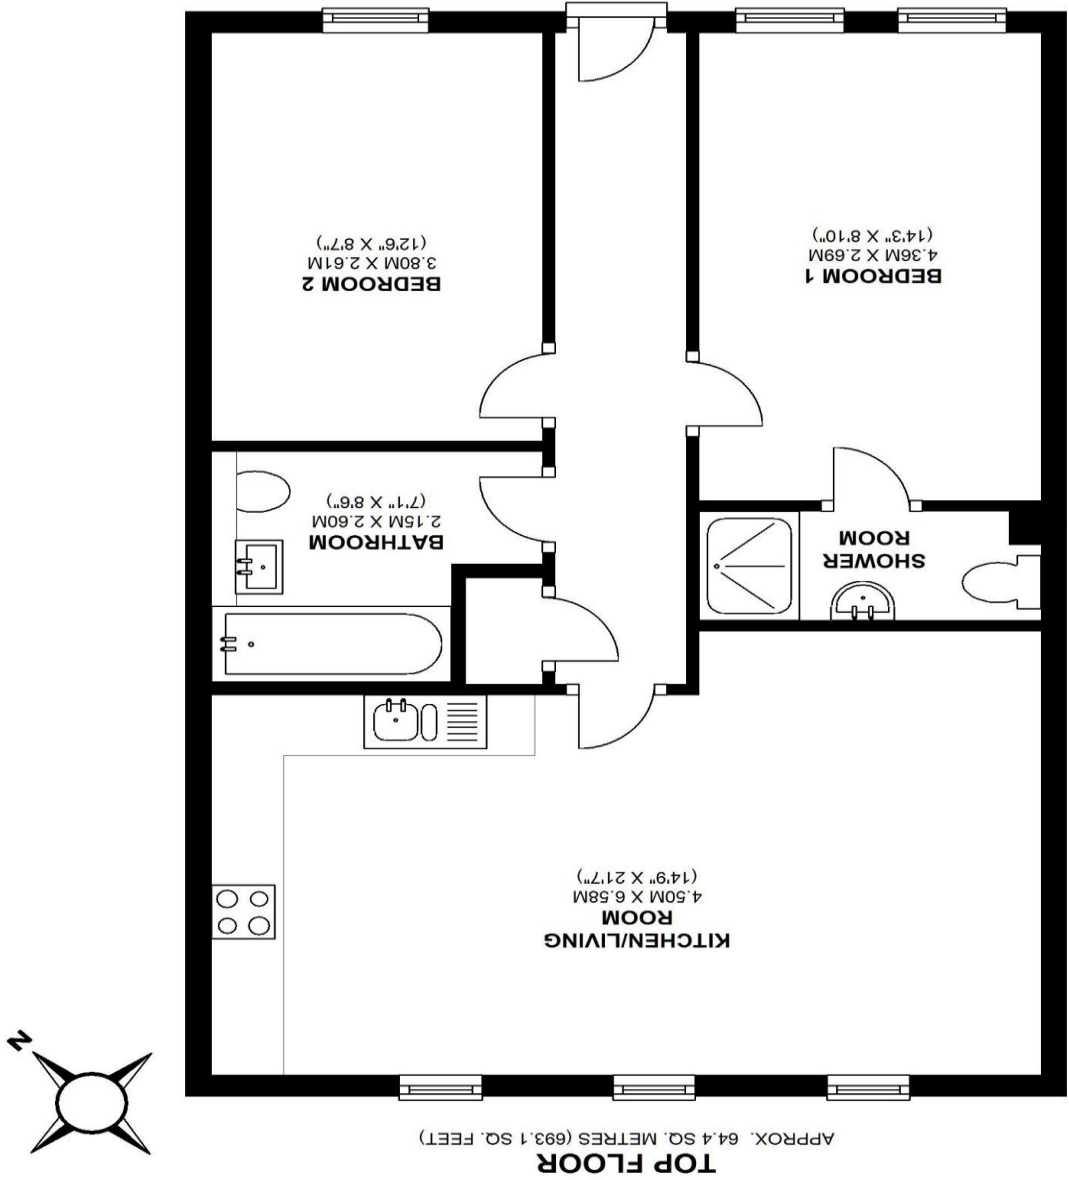 TOP FLOOR
APPROX. 64.4 SQ. METRES (693.1 SQ. FEET)
N
KITCHEN/LIVING
ROOM
4.50M X 6.58M
(14'9" X 21'7")
SHOWER
ROOM
BATHROOM
2.15M X 2.60M
(7'1" X 8'6")
BEDROOM 1
4.36M X 2.69M
(14'3" X 8'10")
BEDROOM 2
3.80M X 2.61M
(12'6" X 8'7")